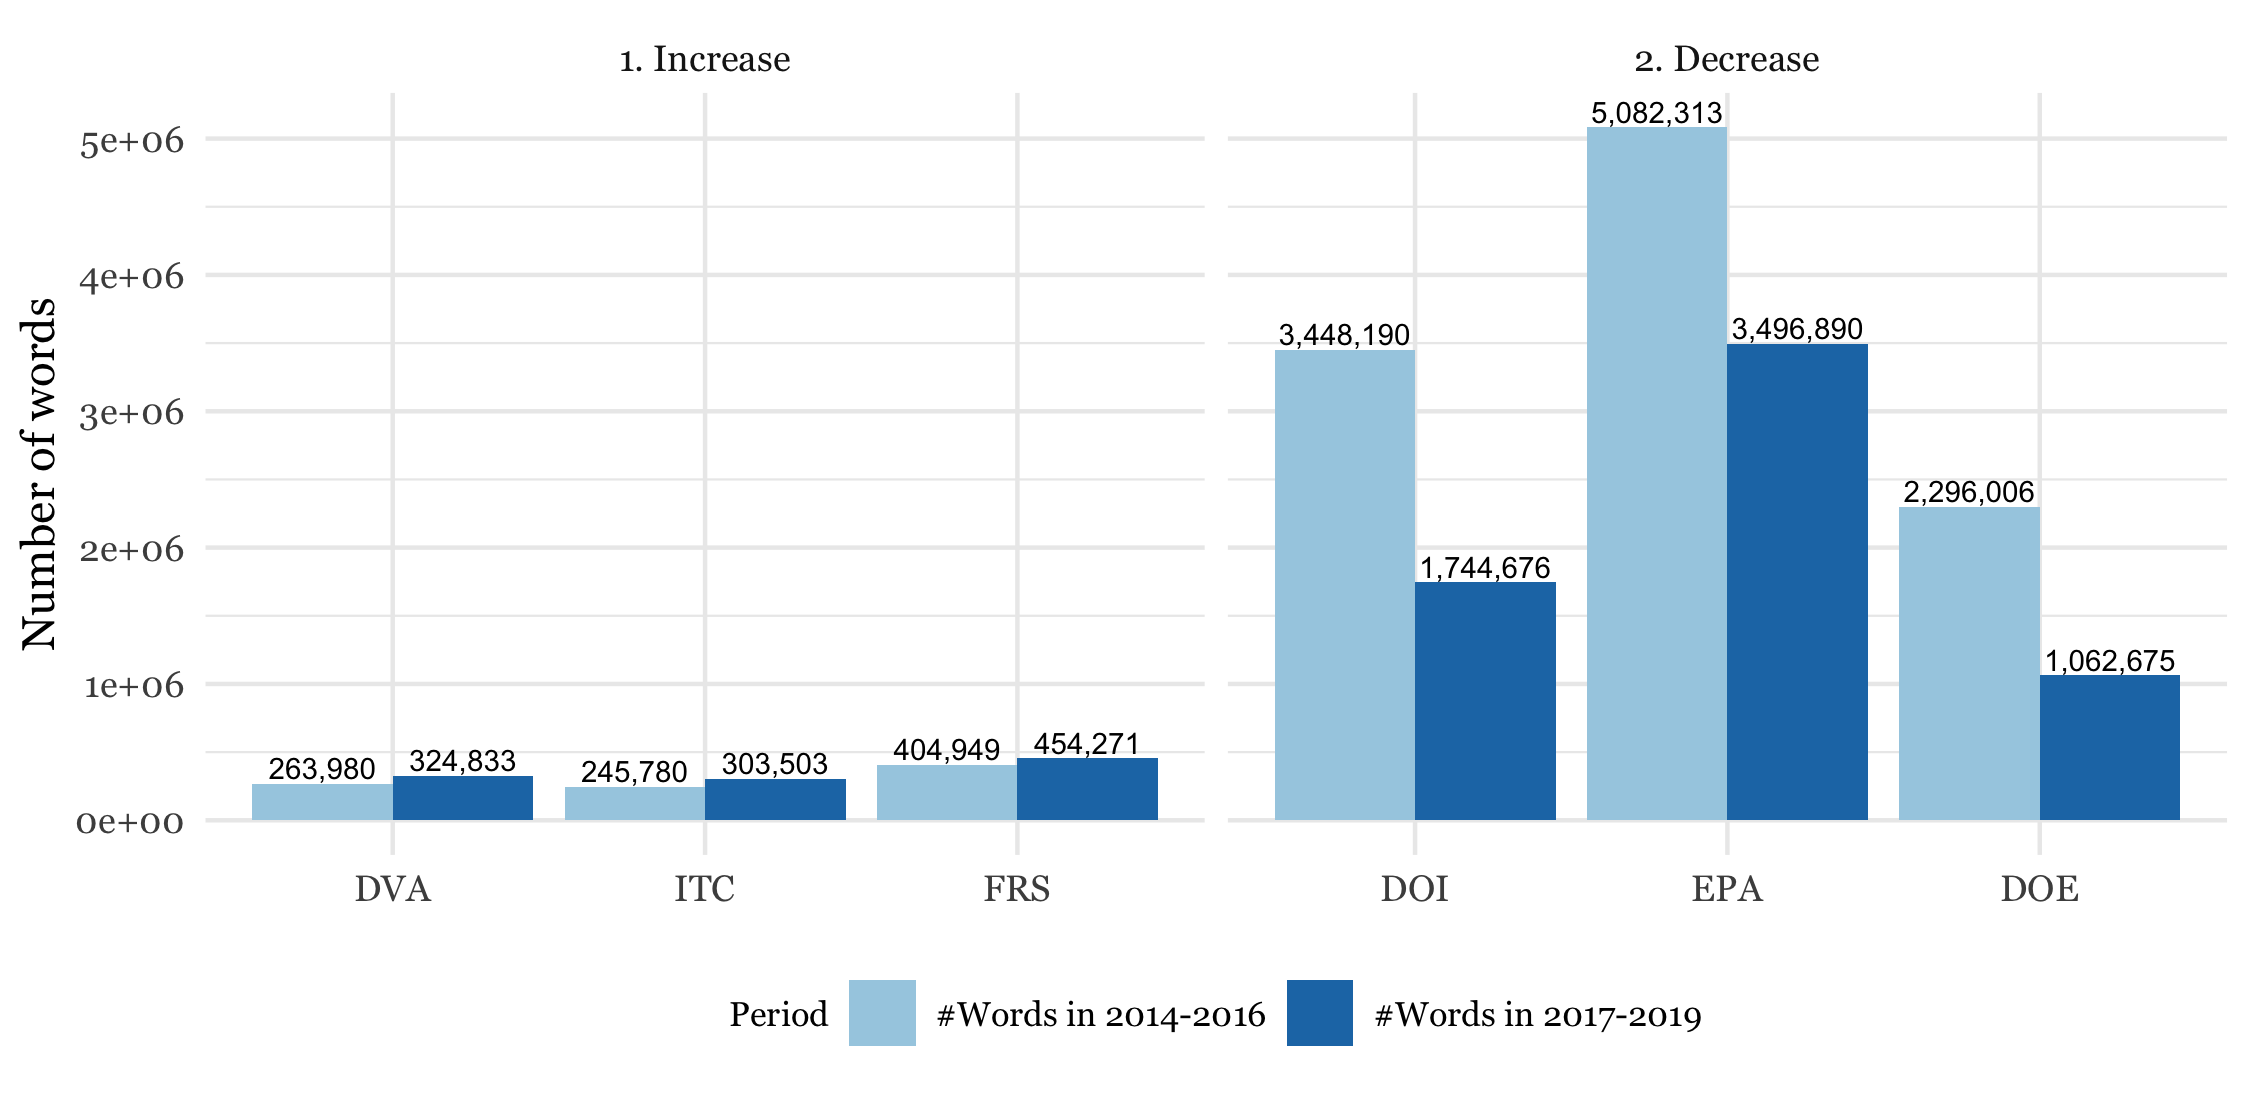 1. Increase
2. Decrease
Number of words
5e+06
4e+06
3e+06
2e+06
1e+06
0e+00
263,980
324,833
245,780
303,503
404,949
454,271
3,448,190
1,744,676
5,082,313
3,496,890
2,296,006
1,062,675
DVA
ITC
FRS
DOI
EPA
DOE
Period #Words in 2014-2016 #Words in 2017-2019